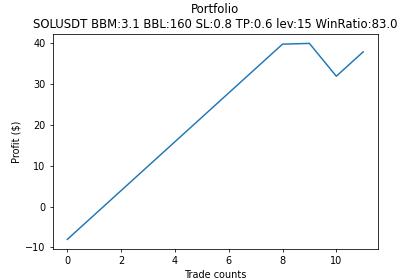 Portfolio
SOLUSDT BBM:3.1 BBL:160 SL:0.8 TP:0.6 lev:15 WinRatio:83.0
40
30
20
10
0
−10
Profit ($)
0 2 4 6 8 10
Trade counts